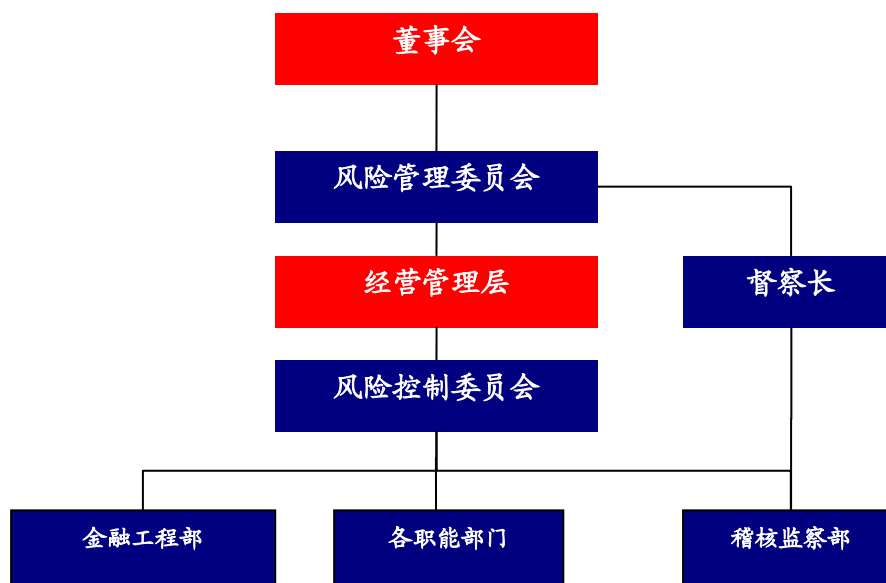 董事会
风险管理委员会
经营管理层
督察长
风险控制委员会
金融工程部
各职能部门
稽核监察部